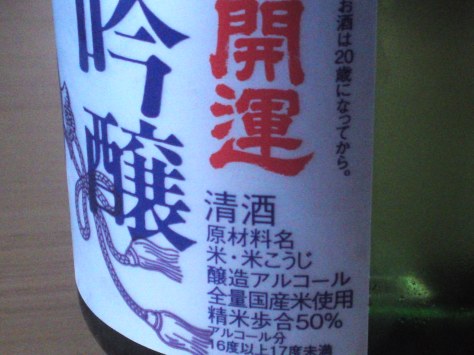 お酒は20歳になってから。
開運
吟醸
清酒
原材料名
米・米こうじ
醸造アルコール
全量国産米使用
精米歩合50%
アルコール分
16度以上17度未満